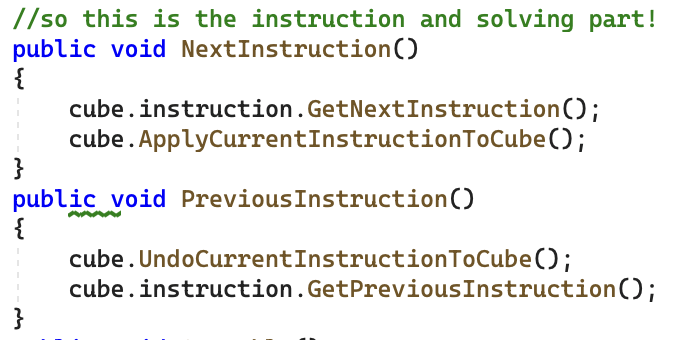 //so this is the instruction and solving part!
public void NextInstruction()
{
cube.instruction.GetNextInstruction();
cube.ApplyCurrentInstructionToCube();
}
public void PreviousInstruction()
{
cube.UndoCurrentInstructionToCube();
cube.instruction.GetPreviousInstruction();
}